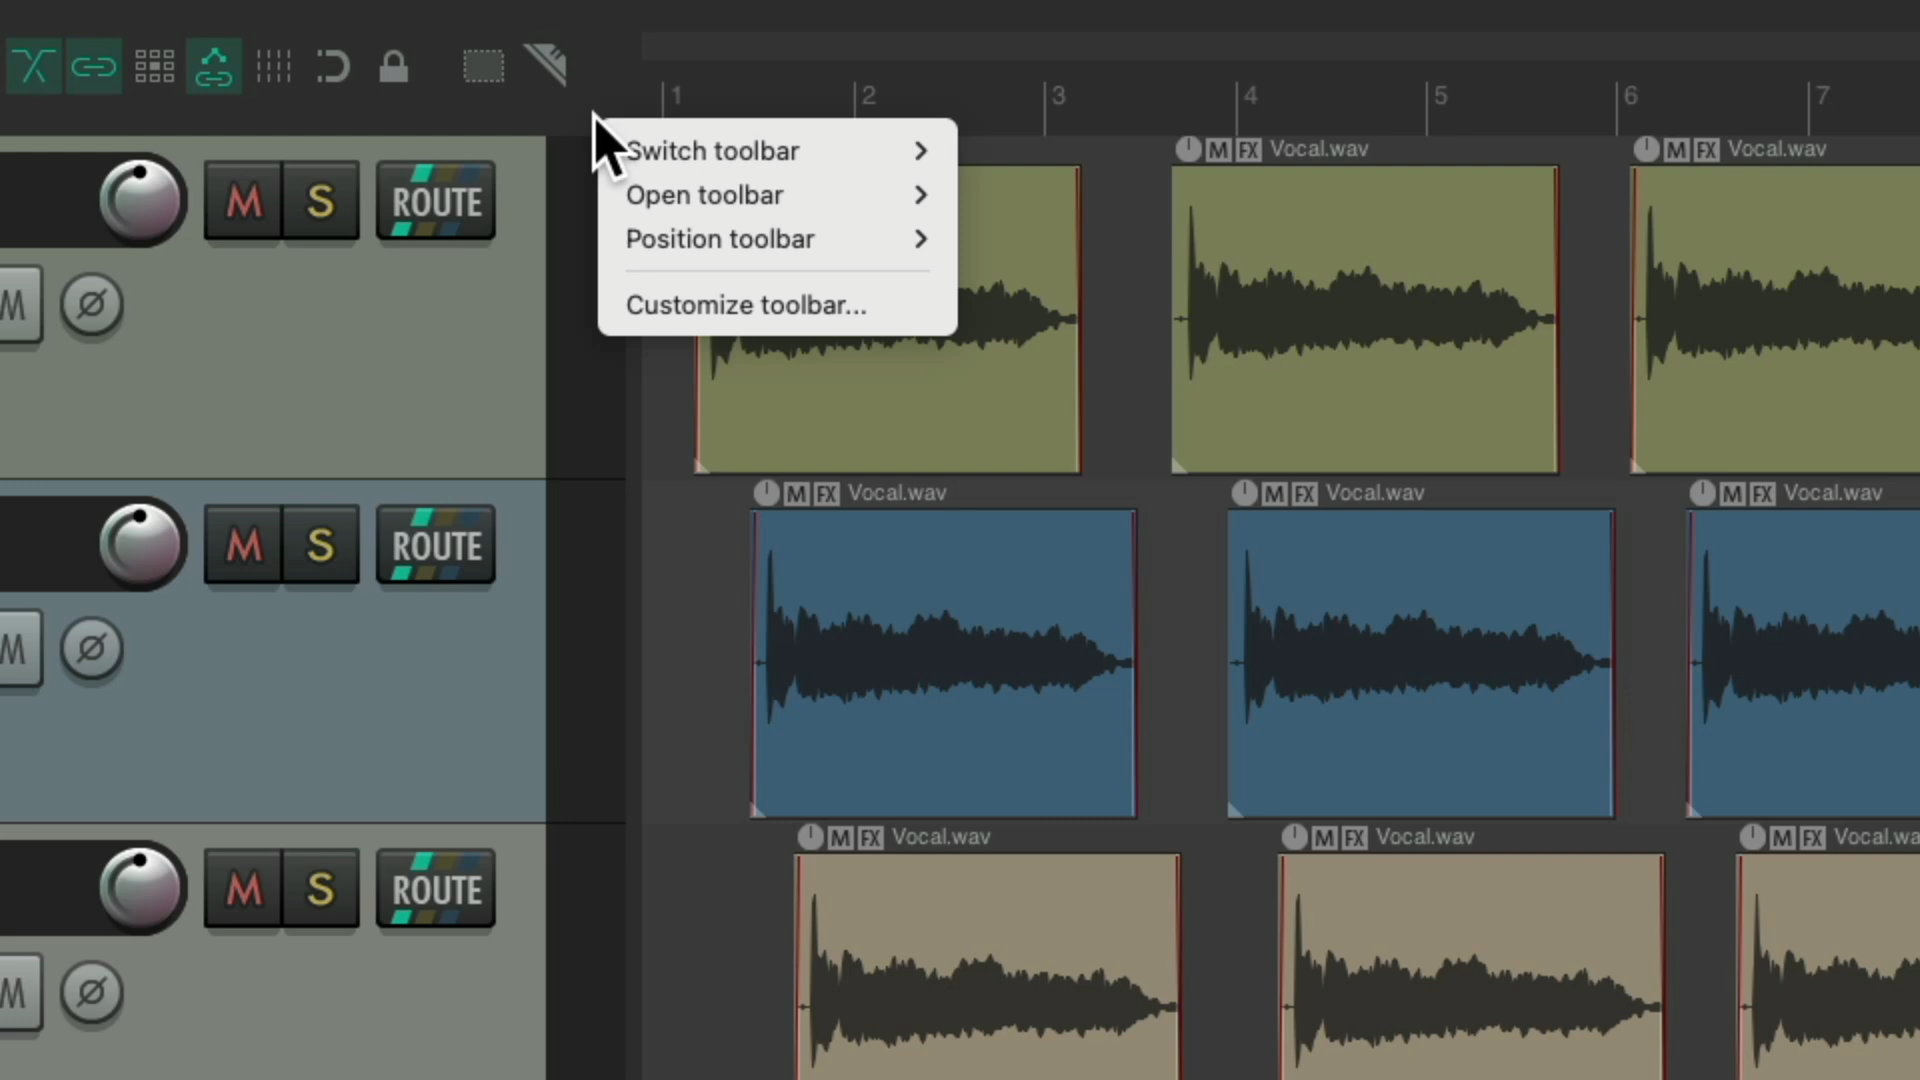 1 2 3 4 5 6 7
Switch toolbar
Open toolbar
Position toolbar
Customize toolbar...
M FX Vocal.wav
M FX Vocal.wav
M S ROUTE
M Ø
M FX Vocal.wav
M FX Vocal.wav
M FX Vocal.wav
M S ROUTE
M Ø
M FX Vocal.wav
M FX Vocal.wav
M FX Vocal.wa
M S ROUTE
M Ø